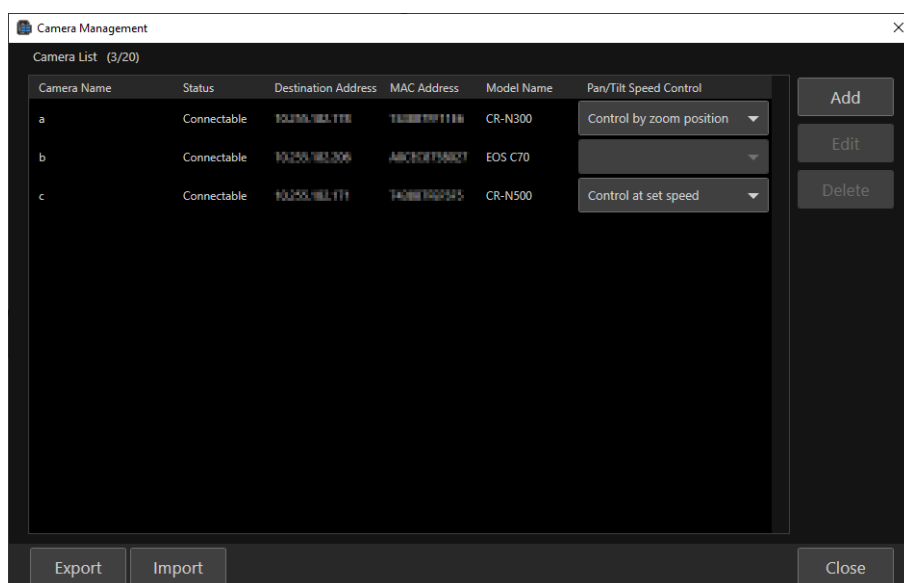 Camera Management
Camera List (3/20)
Camera Name Status Destination Address MAC Address Model Name Pan/Tilt Speed Control
a Connectable CR-N300 Control by zoom position
b Connectable EOS C70
c Connectable CR-N500 Control at set speed
Add
Edit
Delete
Export Import Close